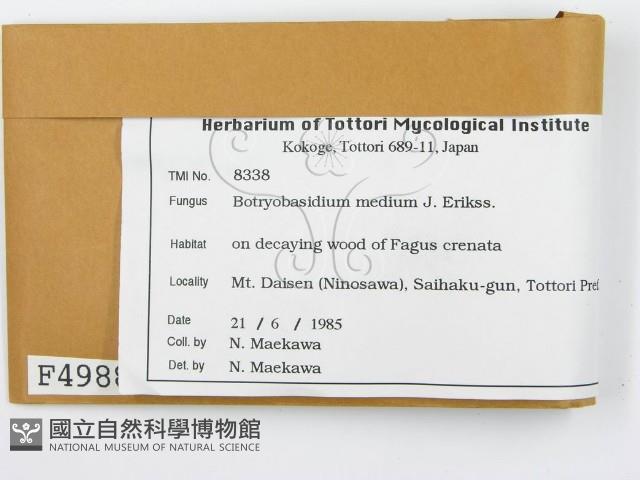 Herbarium of Tottori Mycological Institute
Kokoge, Tottori 689-11, Japan
TMI No. 8338
Fungus Botryobasidium medium J. Erikss.
Habitat on decaying wood of Fagus crenata
Locality Mt. Daisen (Ninosawa), Saihaku-gun, Tottori Pref
Date 21 / 6 / 1985
Coll. by N. Maekawa
Det. by N. Maekawa
F4988
國立自然科學博物館
NATIONAL MUSEUM OF NATURAL SCIENCE